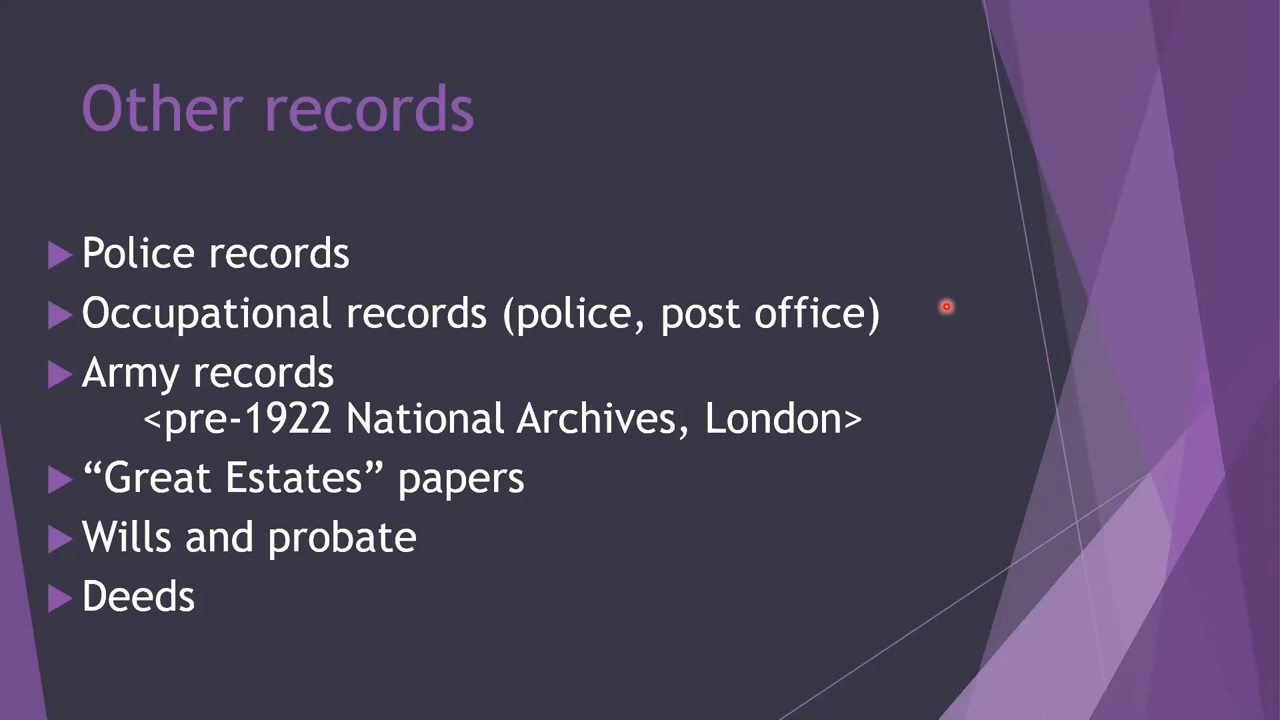 Other records
Police records
Occupational records (police, post office)
Army records
<pre-1922 National Archives, London>
“Great Estates” papers
Wills and probate
Deeds